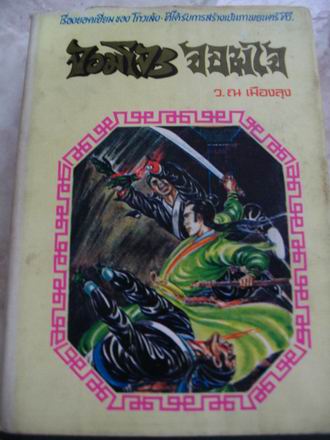 เรื่องยอดเยี่ยม ของ โกวเล้ง · ที่ได้รับการสร้างเป็นภาพยนตร์ ทีวี.
จอมโจร จอมใจ
ว. ณ เมืองลุง